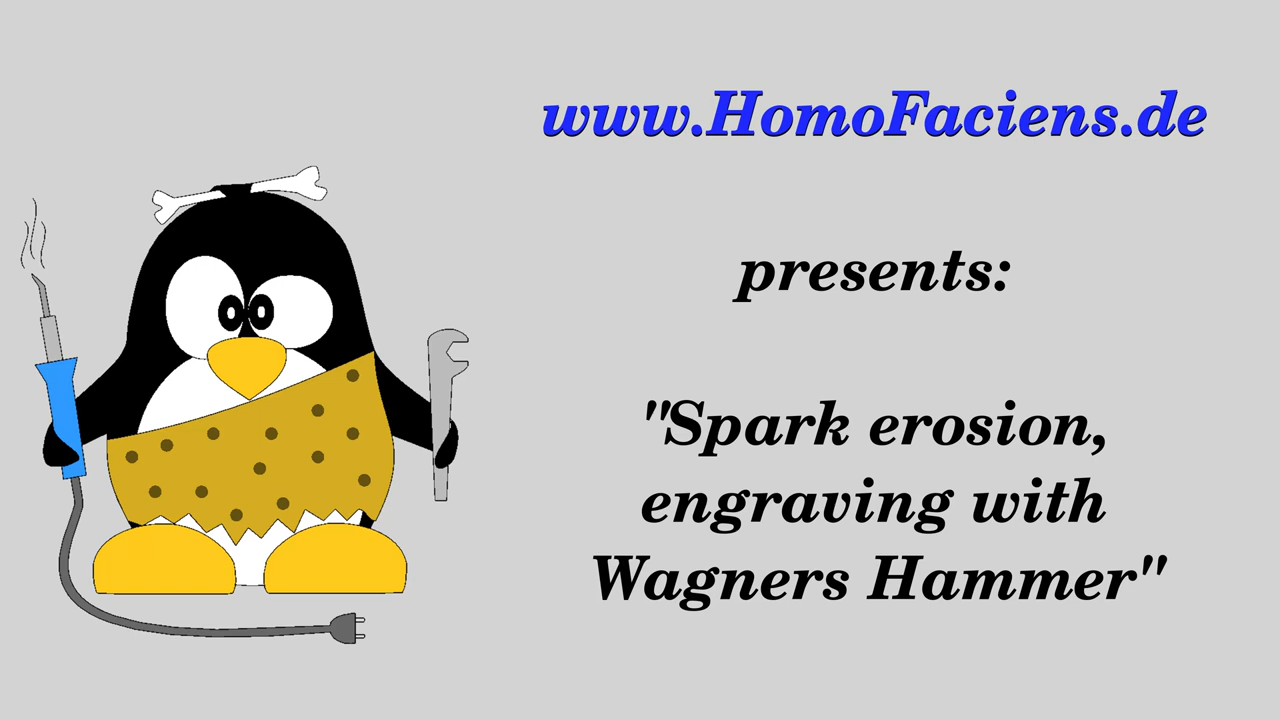 www.HomoFaciens.de
presents:
"Spark erosion,
engraving with
Wagners Hammer"